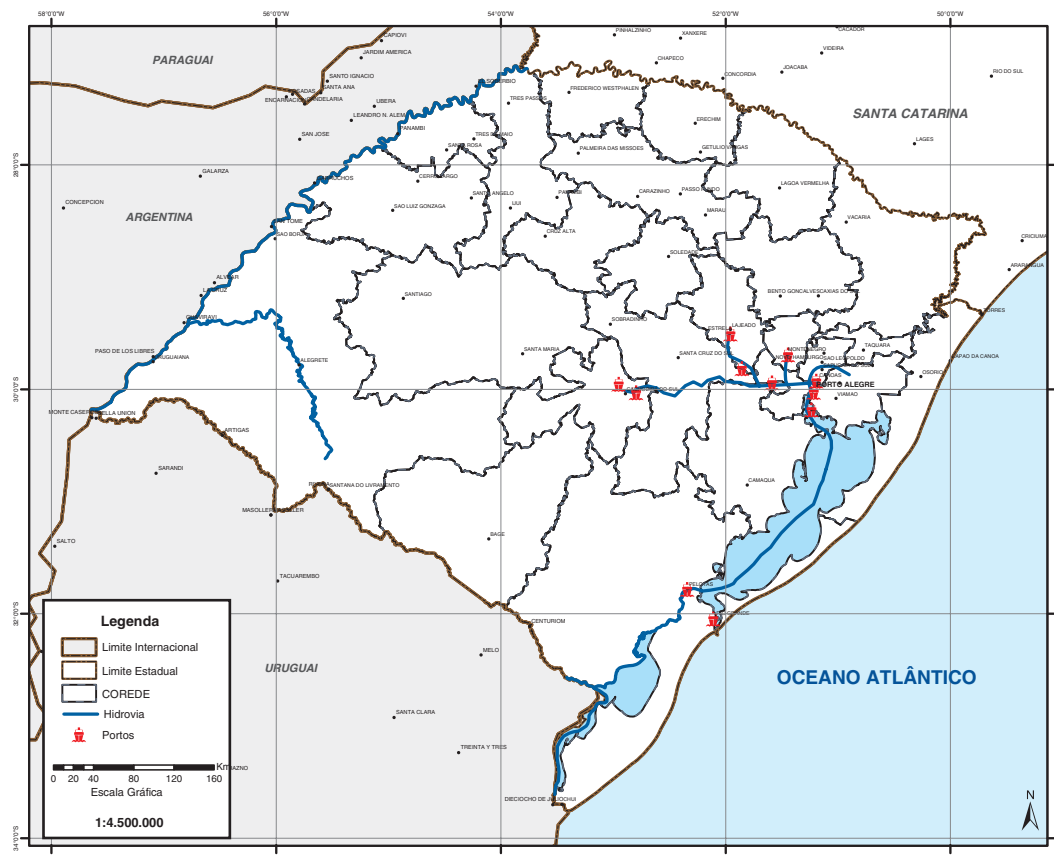 58°0'0"W
56°0'0"W
54°0'0"W
52°0'0"W
50°0'0"W
28°0'0"S
30°0'0"S
32°0'0"S
34°0'0"S
CAPIOVI
PINHALZINHO
XANXERE
CACADOR
VIDEIRA
JARDIM AMERICA
PARAGUAI
CHAPECO
JOACABA
CONCORDIA
RIO DO SUL
SANTO IGNACIO
SANTA ANA
FREDERICO WESTPHALEN
TRES PASSOS
UBERA
LEANDRO N. ALEM
ERECHIM
SANTA CATARINA
PANAMBI
SAN JOSE
SANTA ROSA
PALMEIRA DAS MISSOES
GETULIO VARGAS
LAGES
GALARZA
CERRO LARGO
LAGOA VERMELHA
CONCEPCION
ARGENTINA
SAO LUIZ GONZAGA
SANTO ANGELO
IJUI
CARAZINHO
PASSO FUNDO
MARAU
VACARIA
SAO BORJA
CRUZ ALTA
CRICIUMA
SOLEDADE
ARARANGUA
ALVEAR
LA CRUZ
SANTIAGO
BENTO GONCALVES
CAXIAS DO SUL
TORRES
SOBRADINHO
ESTRELA
LAJEADO
PASO DE LOS LIBRES
URUGUAIANA
ALEGRETE
SANTA MARIA
SANTA CRUZ DO SUL
MONTENEGRO
NOVO HAMBURGO
SAO LEOPOLDO
TAQUARA
CAPAO DA CANOA
OSORIO
CANOAS
PORTO ALEGRE
VIAMAO
MONTE CASEROS
BELLA UNION
ARTIGAS
SARANDI
SANTANA DO LIVRAMENTO
CAMAQUA
MASOLLER
SALTO
BAGE
TACUAREMBO
PELOTAS
CENTURIOM
MELO
URUGUAI
OCEANO ATLÂNTICO
SANTA CLARA
TREINTA Y TRES
DIECIOCHO DE JULIO
CHUI
Legenda
Limite Internacional
Limite Estadual
COREDE
Hidrovia
Portos
Km
0 20 40 80 120 160
Escala Gráfica
1:4.500.000
N